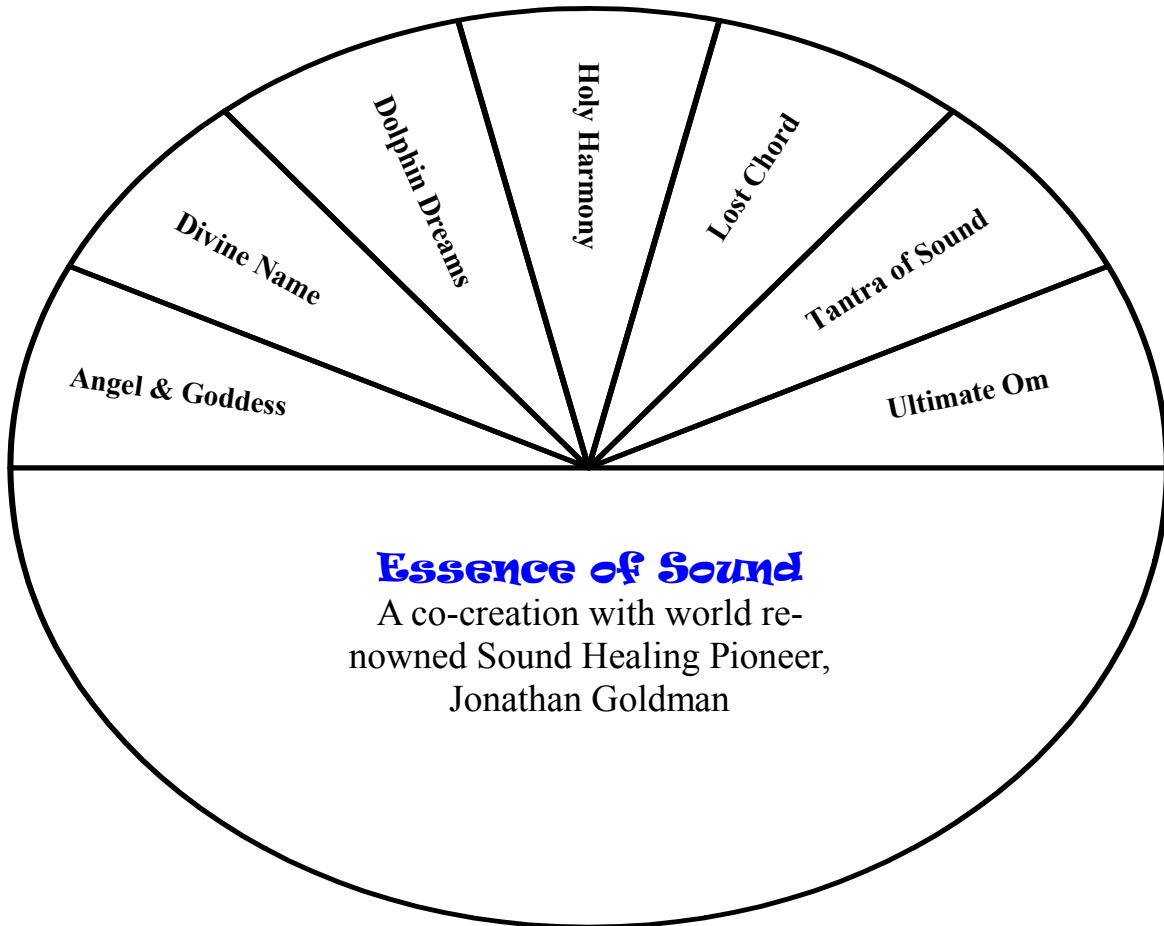 Angel & Goddess
Divine Name
Dolphin Dreams
Holy Harmony
Lost Chord
Tantra of Sound
Ultimate Om
Essence of Sound
A co-creation with world re-
nowned Sound Healing Pioneer,
Jonathan Goldman